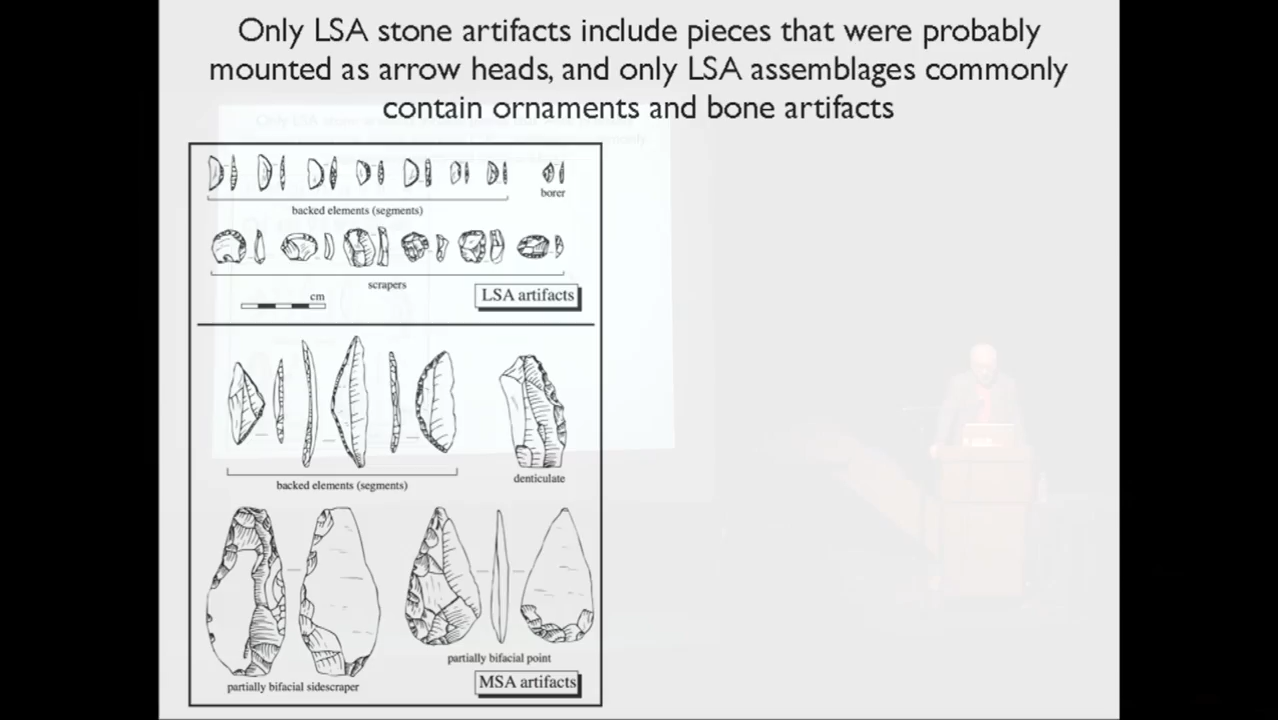 Only LSA stone artifacts include pieces that were probably
mounted as arrow heads, and only LSA assemblages commonly
contain ornaments and bone artifacts
borer
backed elements (segments)
scrapers
cm
LSA artifacts
backed elements (segments)
denticulate
partially bifacial point
partially bifacial sidescraper
MSA artifacts